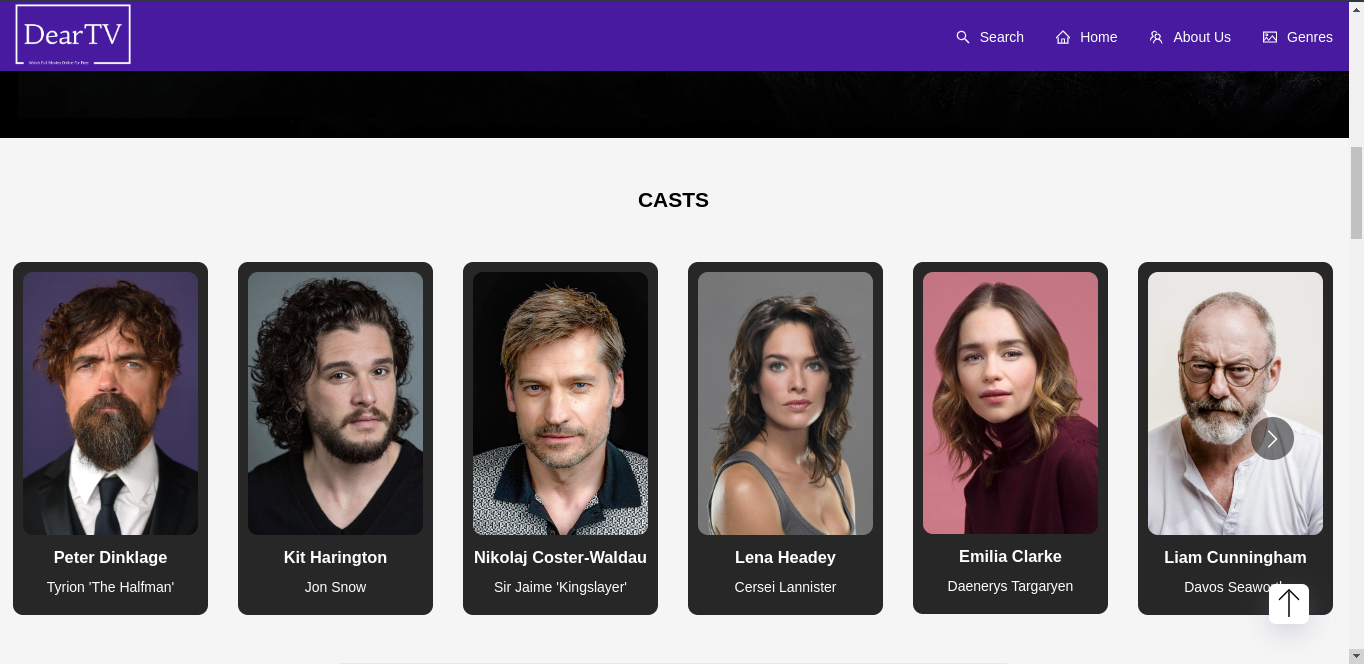 DearTV
Watch Full Movies Online For Free
Search
Home
About Us
Genres
CASTS
Peter Dinklage
Tyrion 'The Halfman'
Kit Harington
Jon Snow
Nikolaj Coster-Waldau
Sir Jaime 'Kingslayer'
Lena Headey
Cersei Lannister
Emilia Clarke
Daenerys Targaryen
Liam Cunningham
Davos